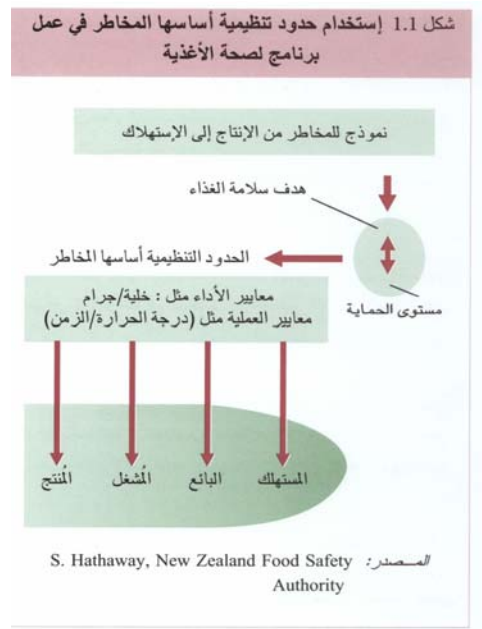 شكل 1.1 إستخدام حدود تنظيمية أساسها المخاطر في عمل
برنامج لصحة الأغذية
نموذج للمخاطر من الإنتاج إلى الإستهلاك
هدف سلامة الغذاء
الحدود التنظيمية أساسها المخاطر
مستوى الحماية
معايير الأداء مثل : خلية/جرام
معايير العملية مثل (درجة الحرارة/الزمن)
المستهلك
البائع
المُشغل
المُنتج
المصدر: S. Hathaway, New Zealand Food Safety
Authority